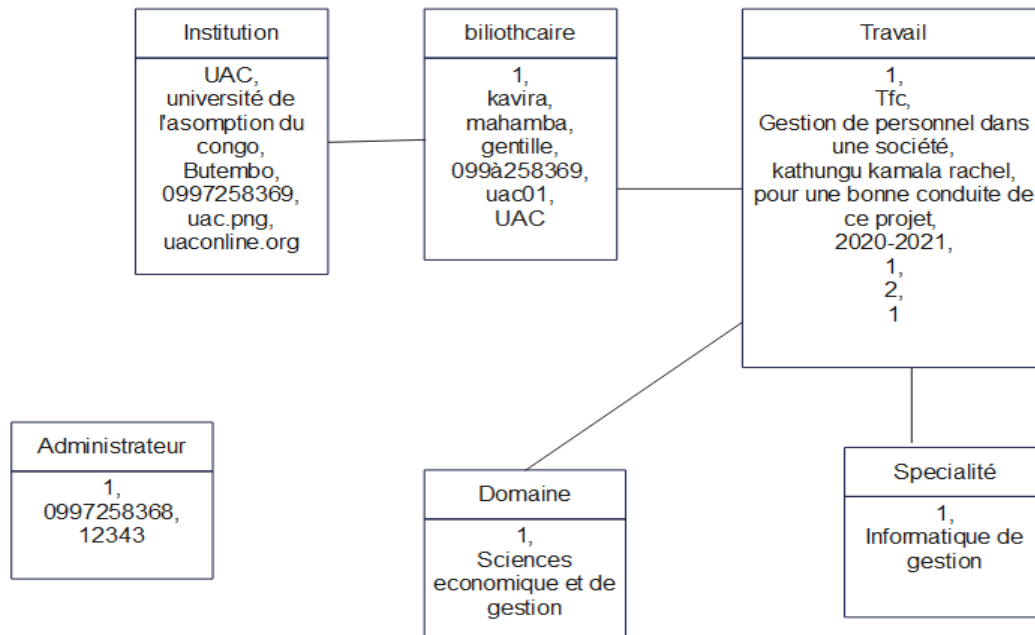 Institution
UAC,
université de
l'asomption du
congo,
Butembo,
0997258369,
uac.png,
uaconline.org
biliothcaire
1,
kavira,
mahamba,
gentille,
099à258369,
uac01,
UAC
Travail
1,
Tfc,
Gestion de personnel dans
une société,
kathungu kamala rachel,
pour une bonne conduite de
ce projet,
2020-2021,
1,
2,
1
Administrateur
1,
0997258368,
12343
Domaine
1,
Sciences
economique et de
gestion
Specialité
1,
Informatique de
gestion